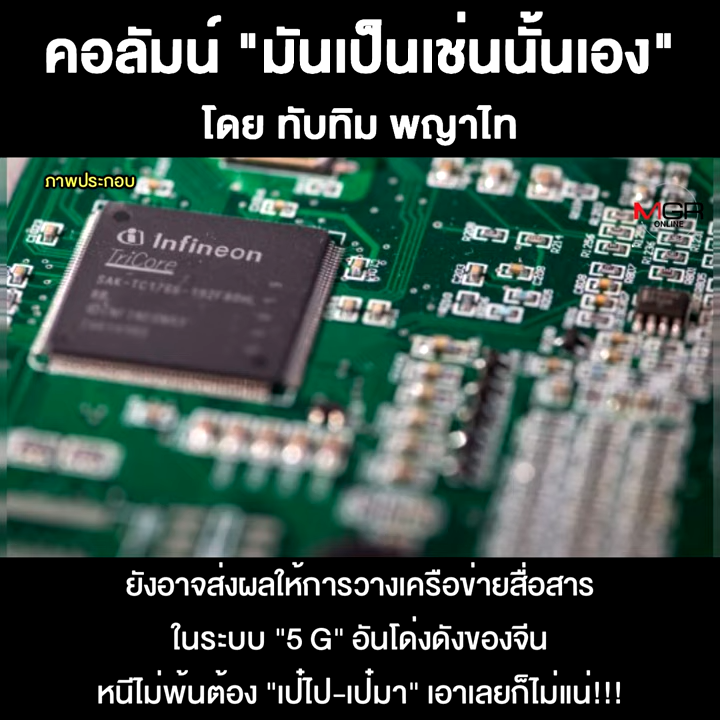 คอลัมน์ "มันเป็นเช่นนั้นเอง"
โดย ทับทิม พญาไท
ภาพประกอบ
MGR
ONLINE
Infineon
TriCore
ยังอาจส่งผลให้การวางเครือข่ายสื่อสาร
ในระบบ "5 G" อันโด่งดังของจีน
หนีไม่พ้นต้อง "เป๋ไป-เป๋มา" เอาเลยก็ไม่แน่!!!